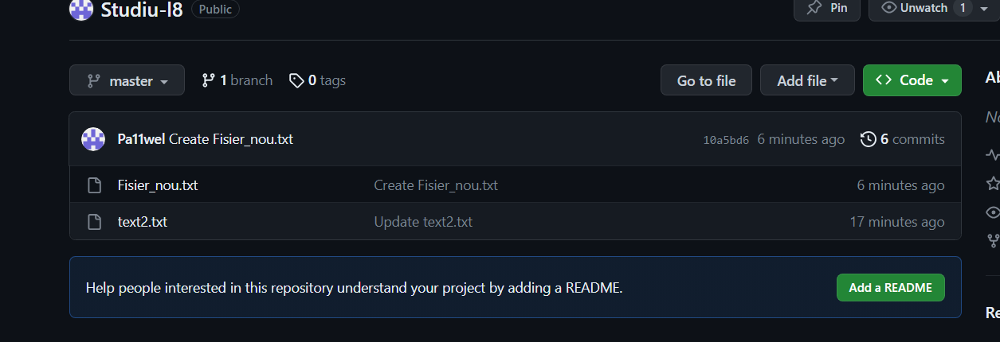 Studiu-l8 Public Pin Unwatch 1
master 1 branch 0 tags Go to file Add file Code
Pa11wel Create Fisier_nou.txt 10a5bd6 6 minutes ago 6 commits
Fisier_nou.txt Create Fisier_nou.txt 6 minutes ago
text2.txt Update text2.txt 17 minutes ago
Help people interested in this repository understand your project by adding a README. Add a README